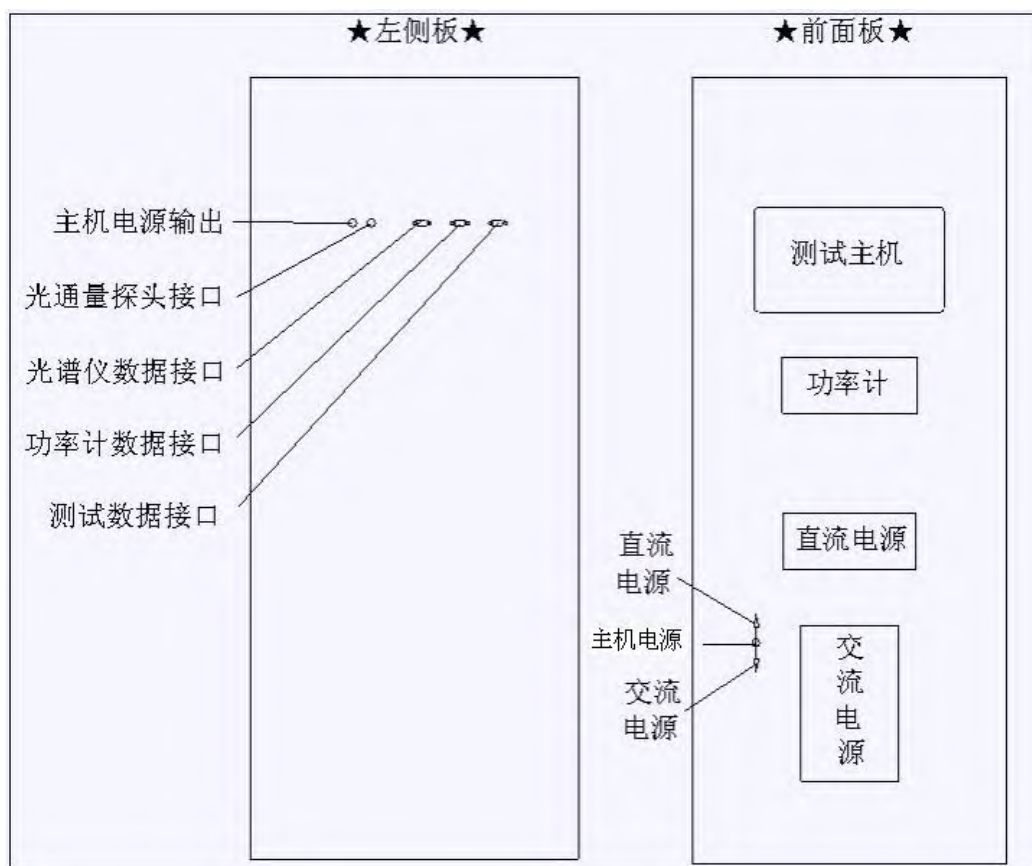 ★左侧板★
主机电源输出
光通量探头接口
光谱仪数据接口
功率计数据接口
测试数据接口
★前面板★
测试主机
功率计
直流电源
直流
电源
主机电源
交流
电源
交
流
电
源